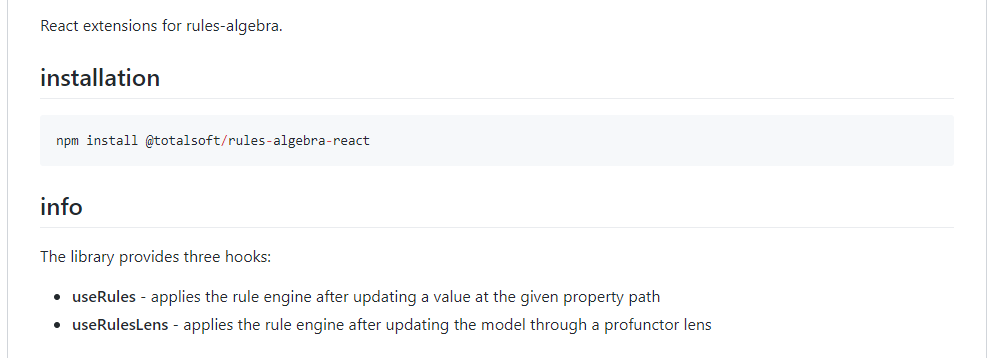 React extensions for rules-algebra.
installation
npm install @totalsoft/rules-algebra-react
info
The library provides three hooks:
• useRules - applies the rule engine after updating a value at the given property path
• useRulesLens - applies the rule engine after updating the model through a profunctor lens